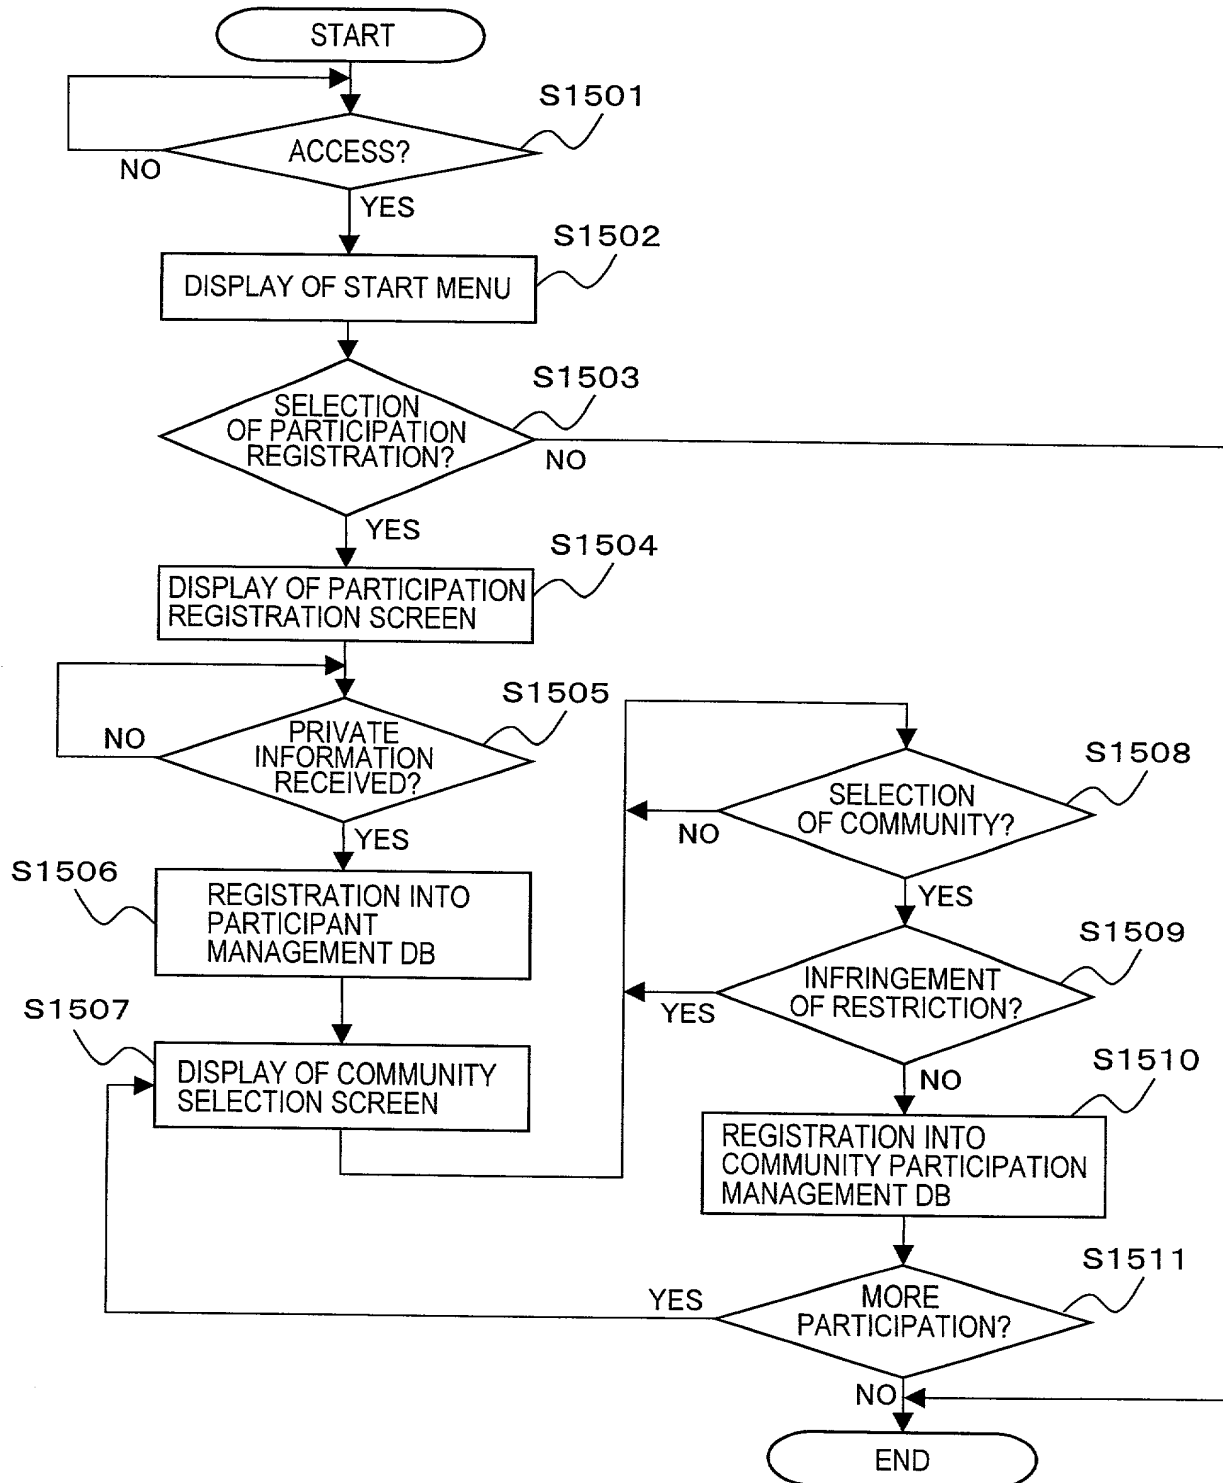 START
S1501
ACCESS?
NO
YES
S1502
DISPLAY OF START MENU
S1503
SELECTION
OF PARTICIPATION
REGISTRATION?
NO
YES
S1504
DISPLAY OF PARTICIPATION
REGISTRATION SCREEN
S1505
PRIVATE
INFORMATION
RECEIVED?
NO
YES
S1506
REGISTRATION INTO
PARTICIPANT
MANAGEMENT DB
S1507
DISPLAY OF COMMUNITY
SELECTION SCREEN
S1508
SELECTION
OF COMMUNITY?
NO
YES
S1509
INFRINGEMENT
OF RESTRICTION?
YES
NO
S1510
REGISTRATION INTO
COMMUNITY PARTICIPATION
MANAGEMENT DB
S1511
MORE
PARTICIPATION?
YES
NO
END